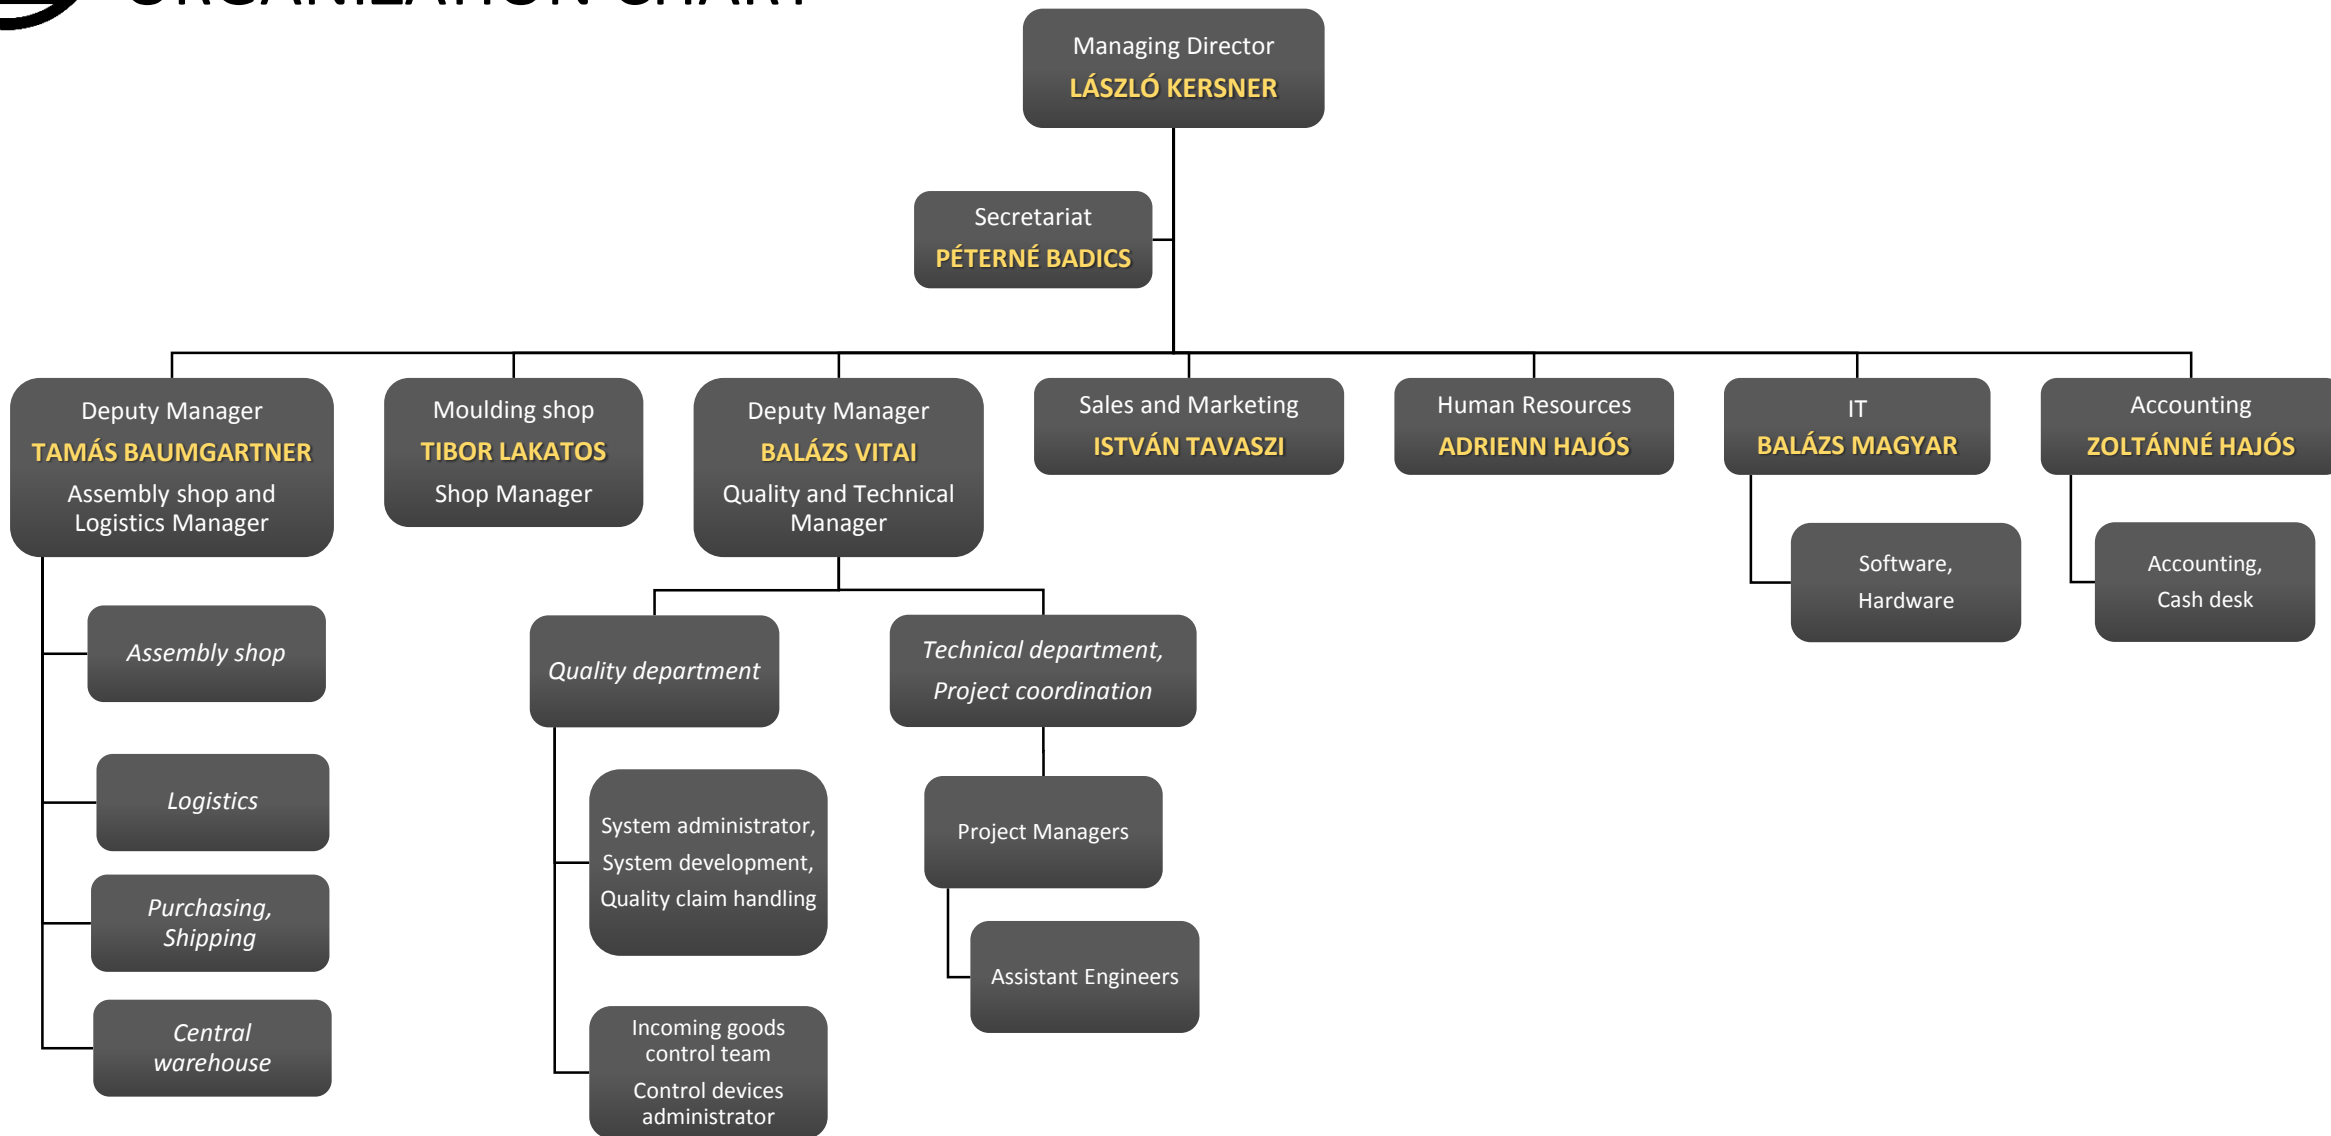 ORGANIZATION CHART
Managing Director
LÁSZLÓ KERSNER
Secretariat
PÉTERNÉ BADICS
Deputy Manager
TAMÁS BAUMGARTNER
Assembly shop and
Logistics Manager
Moulding shop
TIBOR LAKATOS
Shop Manager
Deputy Manager
BALÁZS VITAI
Quality and Technical
Manager
Sales and Marketing
ISTVÁN TAVASZI
Human Resources
ADRIENN HAJÓS
IT
BALÁZS MAGYAR
Accounting
ZOLTÁNNÉ HAJÓS
Software,
Hardware
Accounting,
Cash desk
Assembly shop
Logistics
Purchasing,
Shipping
Central
warehouse
Quality department
System administrator,
System development,
Quality claim handling
Incoming goods
control team
Control devices
administrator
Technical department,
Project coordination
Project Managers
Assistant Engineers